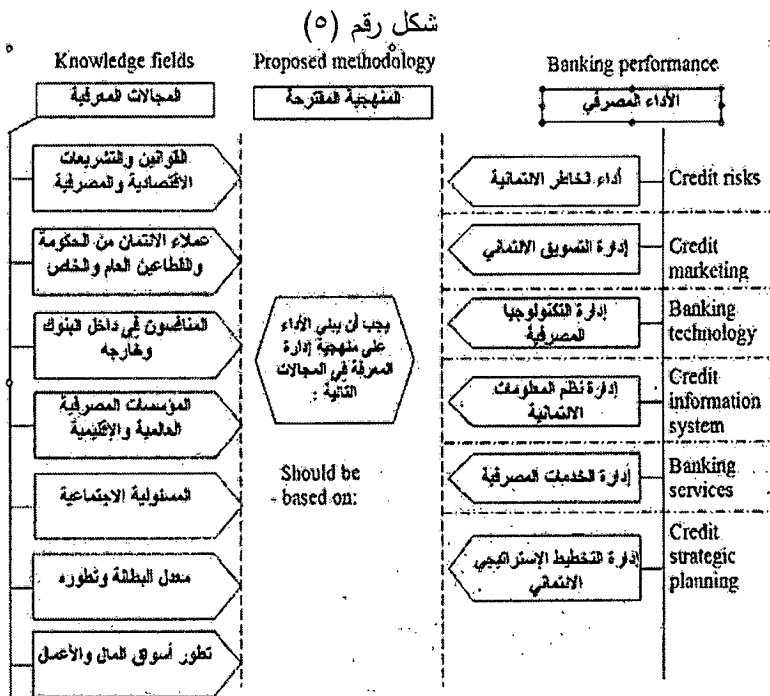 شكل رقم (٥)
Knowledge fields
Proposed methodology
Banking performance
المجالات المعرفية
المنهجية المقترحة
الأداء المصرفي
القوانين والتشريعات
الاقتصادية والمصرفية
عملاء الائتمان من الحكومة
والقطاعين العام والخاص
المنافسون في داخل البنوك
وخارجه
المؤسسات المصرفية
العالمية والإقليمية
المسئولية الاجتماعية
معدل البطالة وتطوره
تطور أسواق المال والأعمال
يجب أن يبني الأداء
على منهجية إدارة
المعرفة في المجالات
التالية :
Should be
based on:
أداء المخاطر الائتمانية
Credit risks
إدارة التسويق الائتماني
Credit
marketing
إدارة التكنولوجيا
المصرفية
Banking
technology
إدارة نظم المعلومات
الائتمانية
Credit
information
system
إدارة الخدمات المصرفية
Banking
services
إدارة التخطيط الإستراتيجي
الائتماني
Credit
strategic
planning